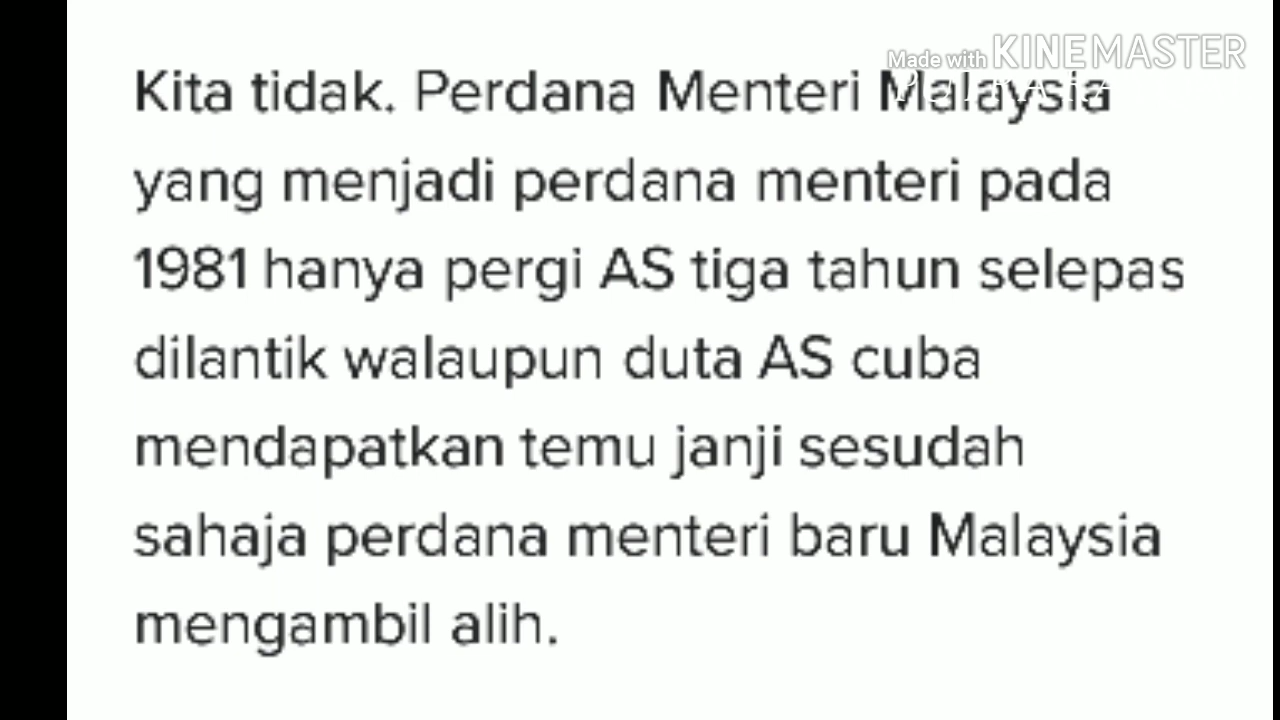 Made with KINEMASTER
Kita tidak. Perdana Menteri Malaysia
yang menjadi perdana menteri pada
1981 hanya pergi AS tiga tahun selepas
dilantik walaupun duta AS cuba
mendapatkan temu janji sesudah
sahaja perdana menteri baru Malaysia
mengambil alih.